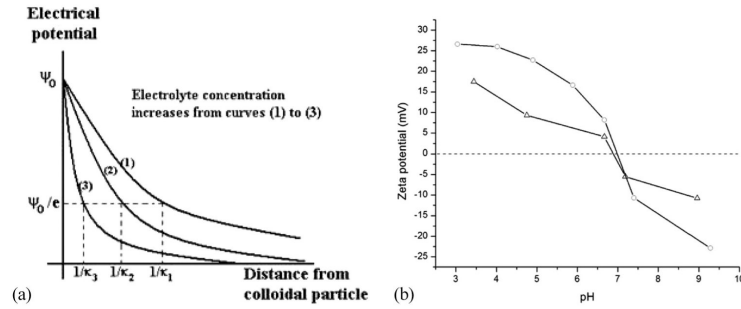 Electrical
potential
Ψ0
Electrolyte concentration
increases from curves (1) to (3)
(1)
(2)
(3)
Ψ0/e
1/κ3 1/κ2 1/κ1
Distance from
colloidal particle
(a)
Zeta potential (mV)
30
25
20
15
10
5
0
-5
-10
-15
-20
-25
3 4 5 6 7 8 9 10
pH
(b)